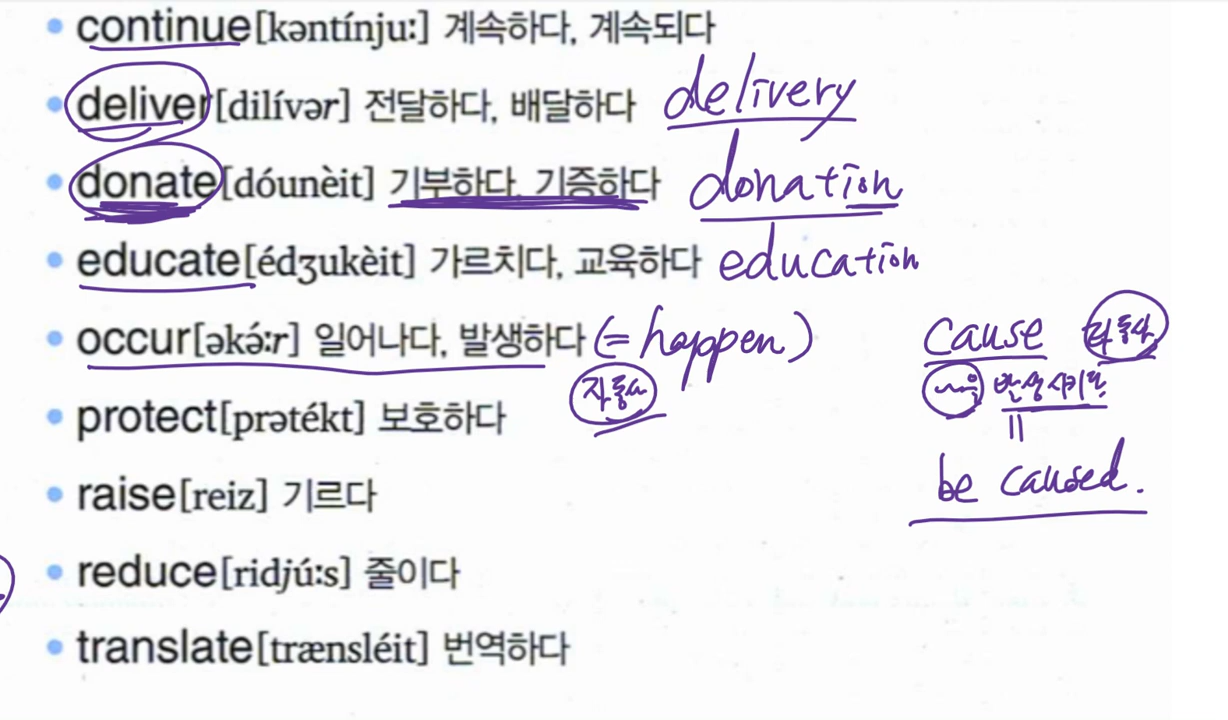 continue[kəntínju:] 계속하다, 계속되다
deliver[dilívər] 전달하다, 배달하다 delivery
donate[dóunèit] 기부하다, 기증하다 donation
educate[édʒukèit] 가르치다, 교육하다 education
occur[əkə́:r] 일어나다, 발생하다 (= happen) cause 타동사
자동사 ~을 발생시키다
protect[prətékt] 보호하다
be caused.
raise[reiz] 기르다
reduce[ridjú:s] 줄이다
translate[trænsléit] 번역하다